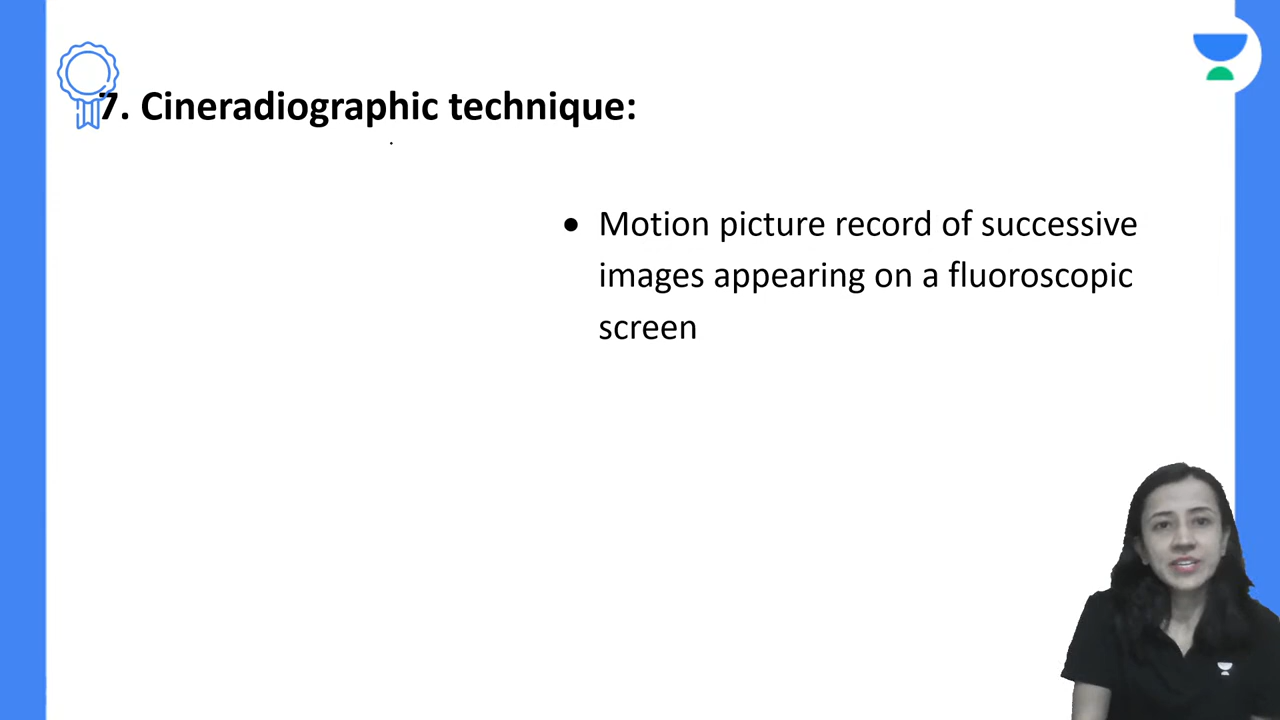 7. Cineradiographic technique:
• Motion picture record of successive
images appearing on a fluoroscopic
screen